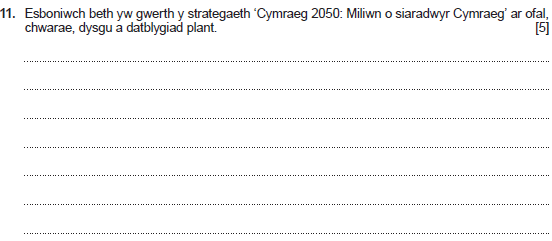 11. Esboniwch beth yw gwerth y strategaeth ‘Cymraeg 2050: Miliwn o siaradwyr Cymraeg’ ar ofal,
chwarae, dysgu a datblygiad plant. [5]